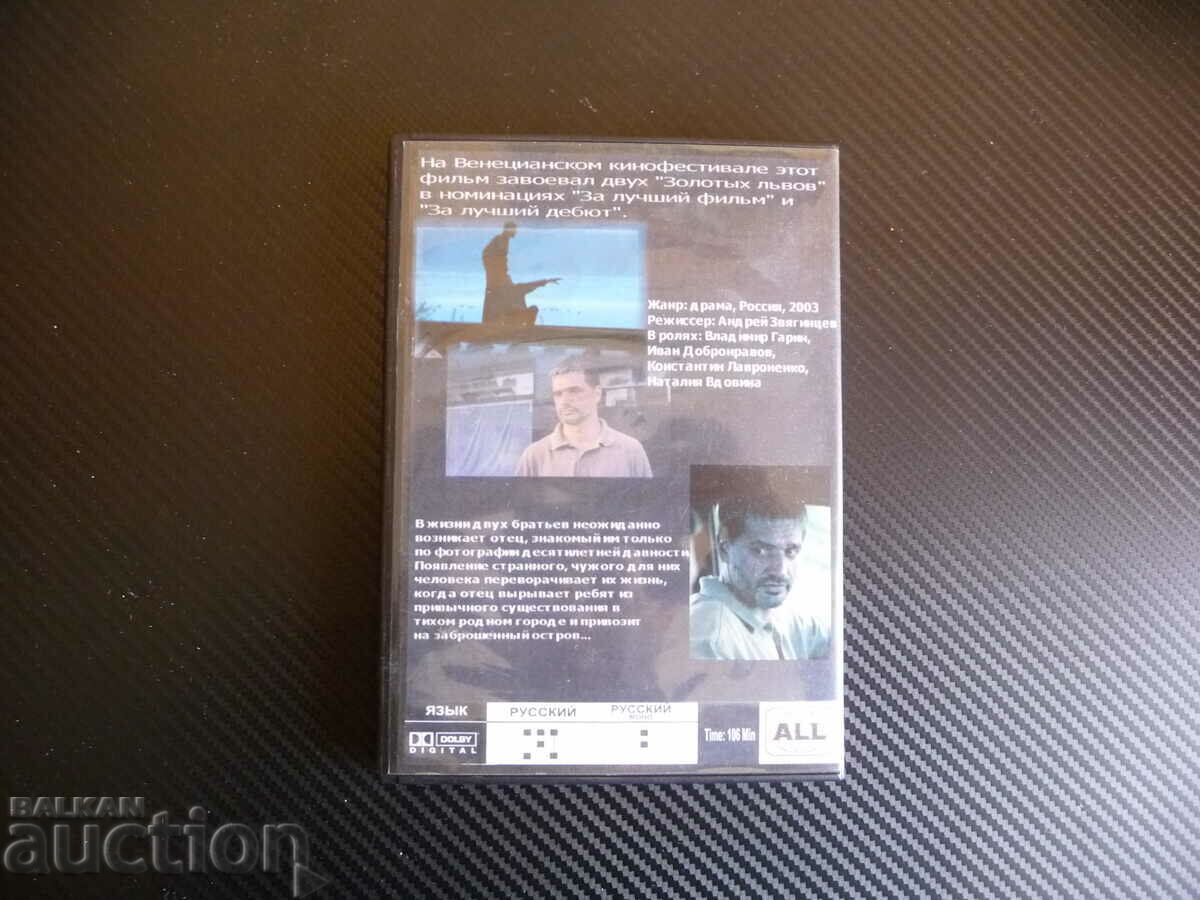 На Венецианском кинофестивале этот
фильм завоевал двух "Золотых львов"
в номинациях "За лучший фильм" и
"За лучший дебют".
Жанр: драма, Россия, 2003
Режиссер: Андрей Звягинцев
В ролях: Владимир Гарин,
Иван Добронравов,
Константин Лавроненко,
Наталия Вдовина
В жизни двух братьев неожиданно
возникает отец, знакомый им только
по фотографии десятилетней давности.
Появление странного, чужого для них
человека переворачивает их жизнь,
когда отец вырывает ребят из
привычного существования в
тихом родном городе и привозит
на заброшенный остров...
ЯЗЫК
РУССКИЙ
РУССКИЙ
МОНО
DOLBY
DIGITAL
Time: 106 Min
ALL
BALKAN
auction